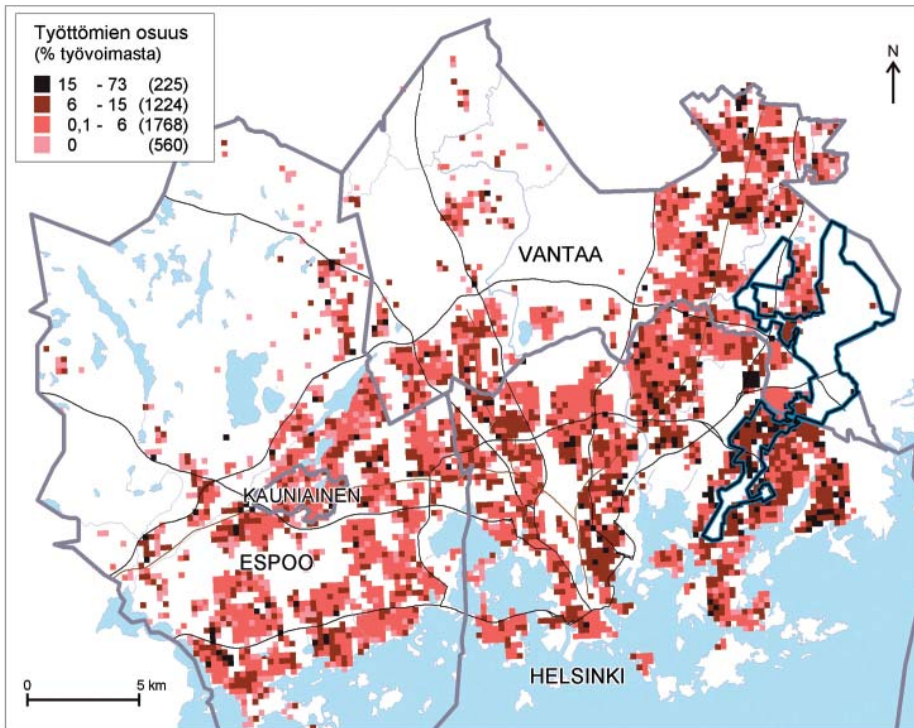 Työttömien osuus
(% työvoimasta)
15 - 73 (225)
6 - 15 (1224)
0,1 - 6 (1768)
0 (560)
N
VANTAA
KAUNIAINEN
ESPOO
HELSINKI
0 5 km